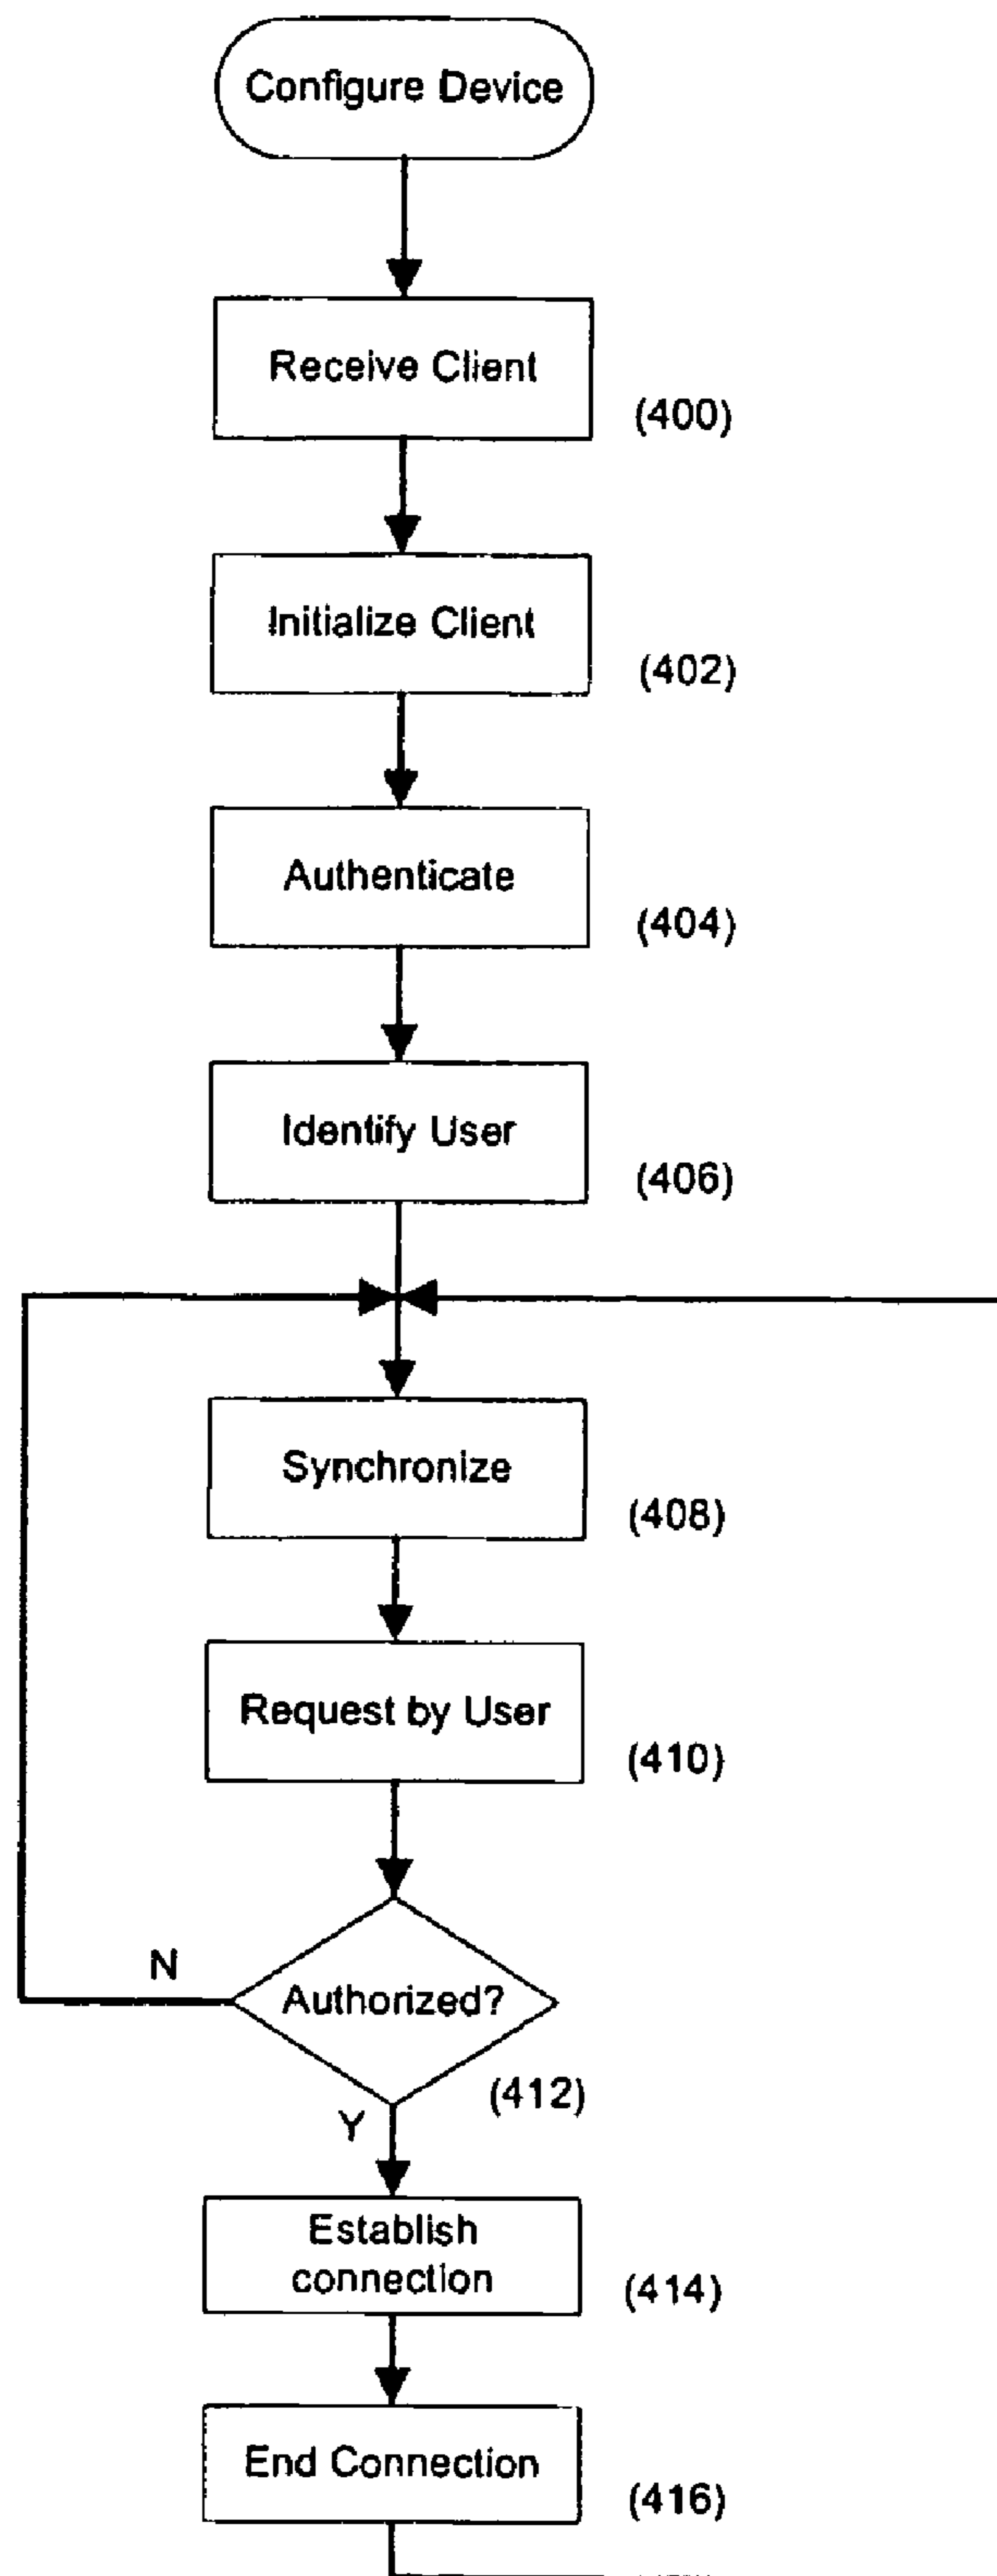 Configure Device
Receive Client
(400)
Initialize Client
(402)
Authenticate
(404)
Identify User
(406)
Synchronize
(408)
Request by User
(410)
N
Authorized?
(412)
Y
Establish
connection
(414)
End Connection
(416)